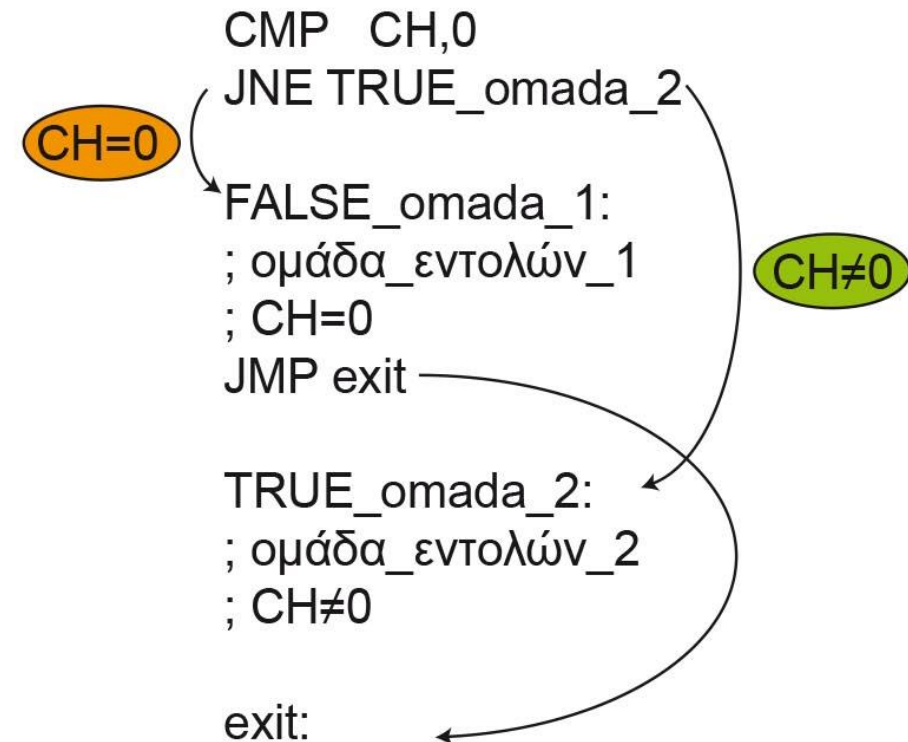 CMP CH,0
JNE TRUE_omada_2
CH=0
FALSE_omada_1:
; ομάδα_εντολών_1
CH≠0
; CH=0
JMP exit
TRUE_omada_2:
; ομάδα_εντολών_2
; CH≠0
exit: